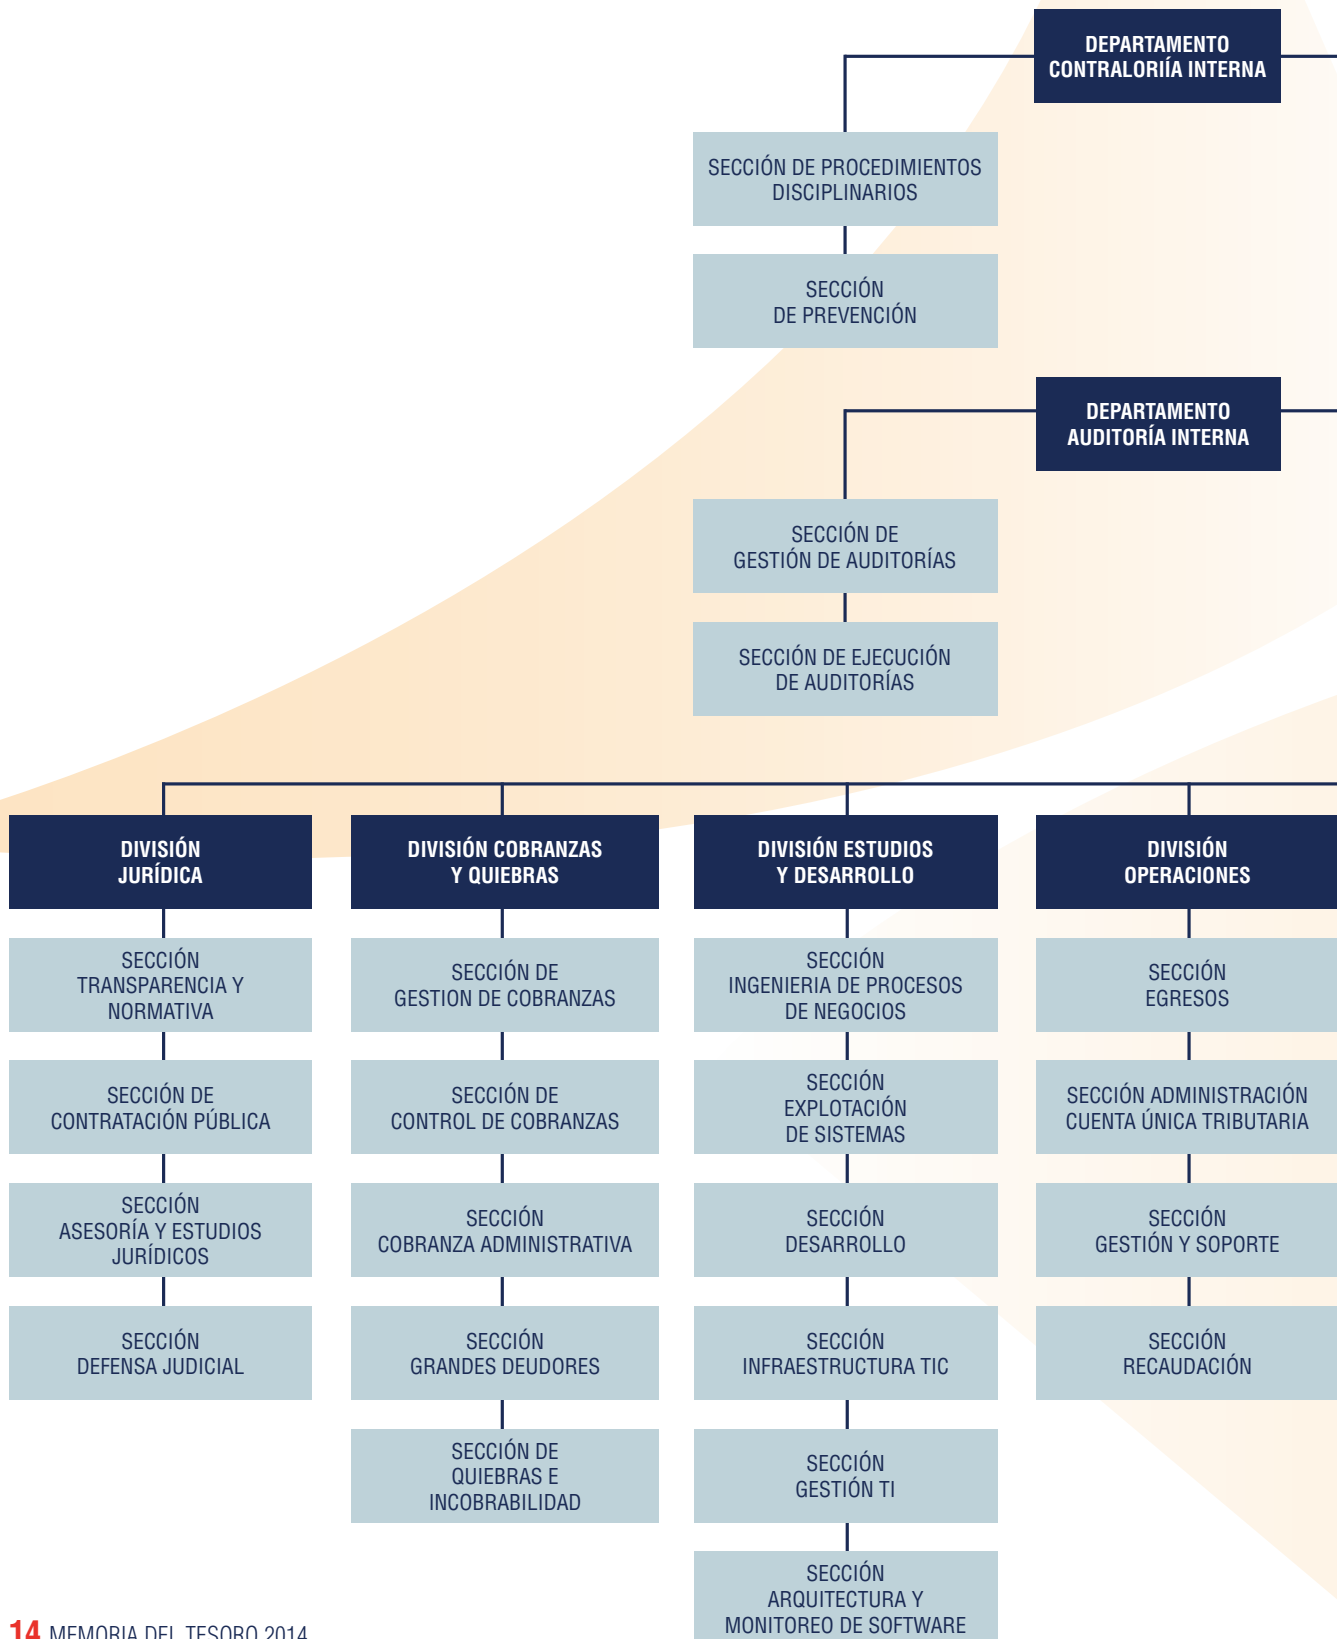 DEPARTAMENTO
CONTRALORIÍA INTERNA
SECCIÓN DE PROCEDIMIENTOS
DISCIPLINARIOS
SECCIÓN
DE PREVENCIÓN
DEPARTAMENTO
AUDITORÍA INTERNA
SECCIÓN DE
GESTIÓN DE AUDITORÍAS
SECCIÓN DE EJECUCIÓN
DE AUDITORÍAS
DIVISIÓN
JURÍDICA
SECCIÓN
TRANSPARENCIA Y
NORMATIVA
SECCIÓN DE
CONTRATACIÓN PÚBLICA
SECCIÓN
ASESORÍA Y ESTUDIOS
JURÍDICOS
SECCIÓN
DEFENSA JUDICIAL
DIVISIÓN COBRANZAS
Y QUIEBRAS
SECCIÓN DE
GESTION DE COBRANZAS
SECCIÓN DE
CONTROL DE COBRANZAS
SECCIÓN
COBRANZA ADMINISTRATIVA
SECCIÓN
GRANDES DEUDORES
SECCIÓN DE
QUIEBRAS E
INCOBRABILIDAD
DIVISIÓN ESTUDIOS
Y DESARROLLO
SECCIÓN
INGENIERIA DE PROCESOS
DE NEGOCIOS
SECCIÓN
EXPLOTACIÓN
DE SISTEMAS
SECCIÓN
DESARROLLO
SECCIÓN
INFRAESTRUCTURA TIC
SECCIÓN
GESTIÓN TI
SECCIÓN
ARQUITECTURA Y
MONITOREO DE SOFTWARE
DIVISIÓN
OPERACIONES
SECCIÓN
EGRESOS
SECCIÓN ADMINISTRACIÓN
CUENTA ÚNICA TRIBUTARIA
SECCIÓN
GESTIÓN Y SOPORTE
SECCIÓN
RECAUDACIÓN
14 MEMORIA DEL TESORO 2014